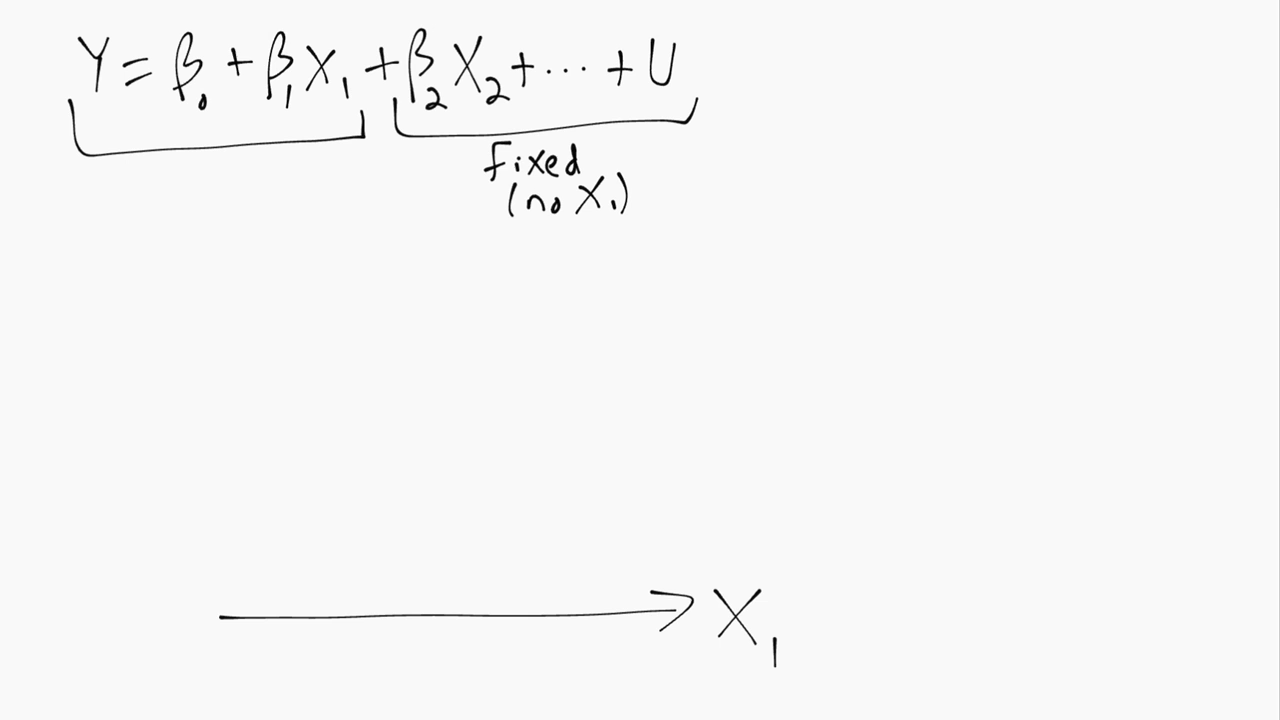 Y = β₀ + β₁X₁ + β₂X₂ + ... + U
Fixed
(no X₁)
X₁